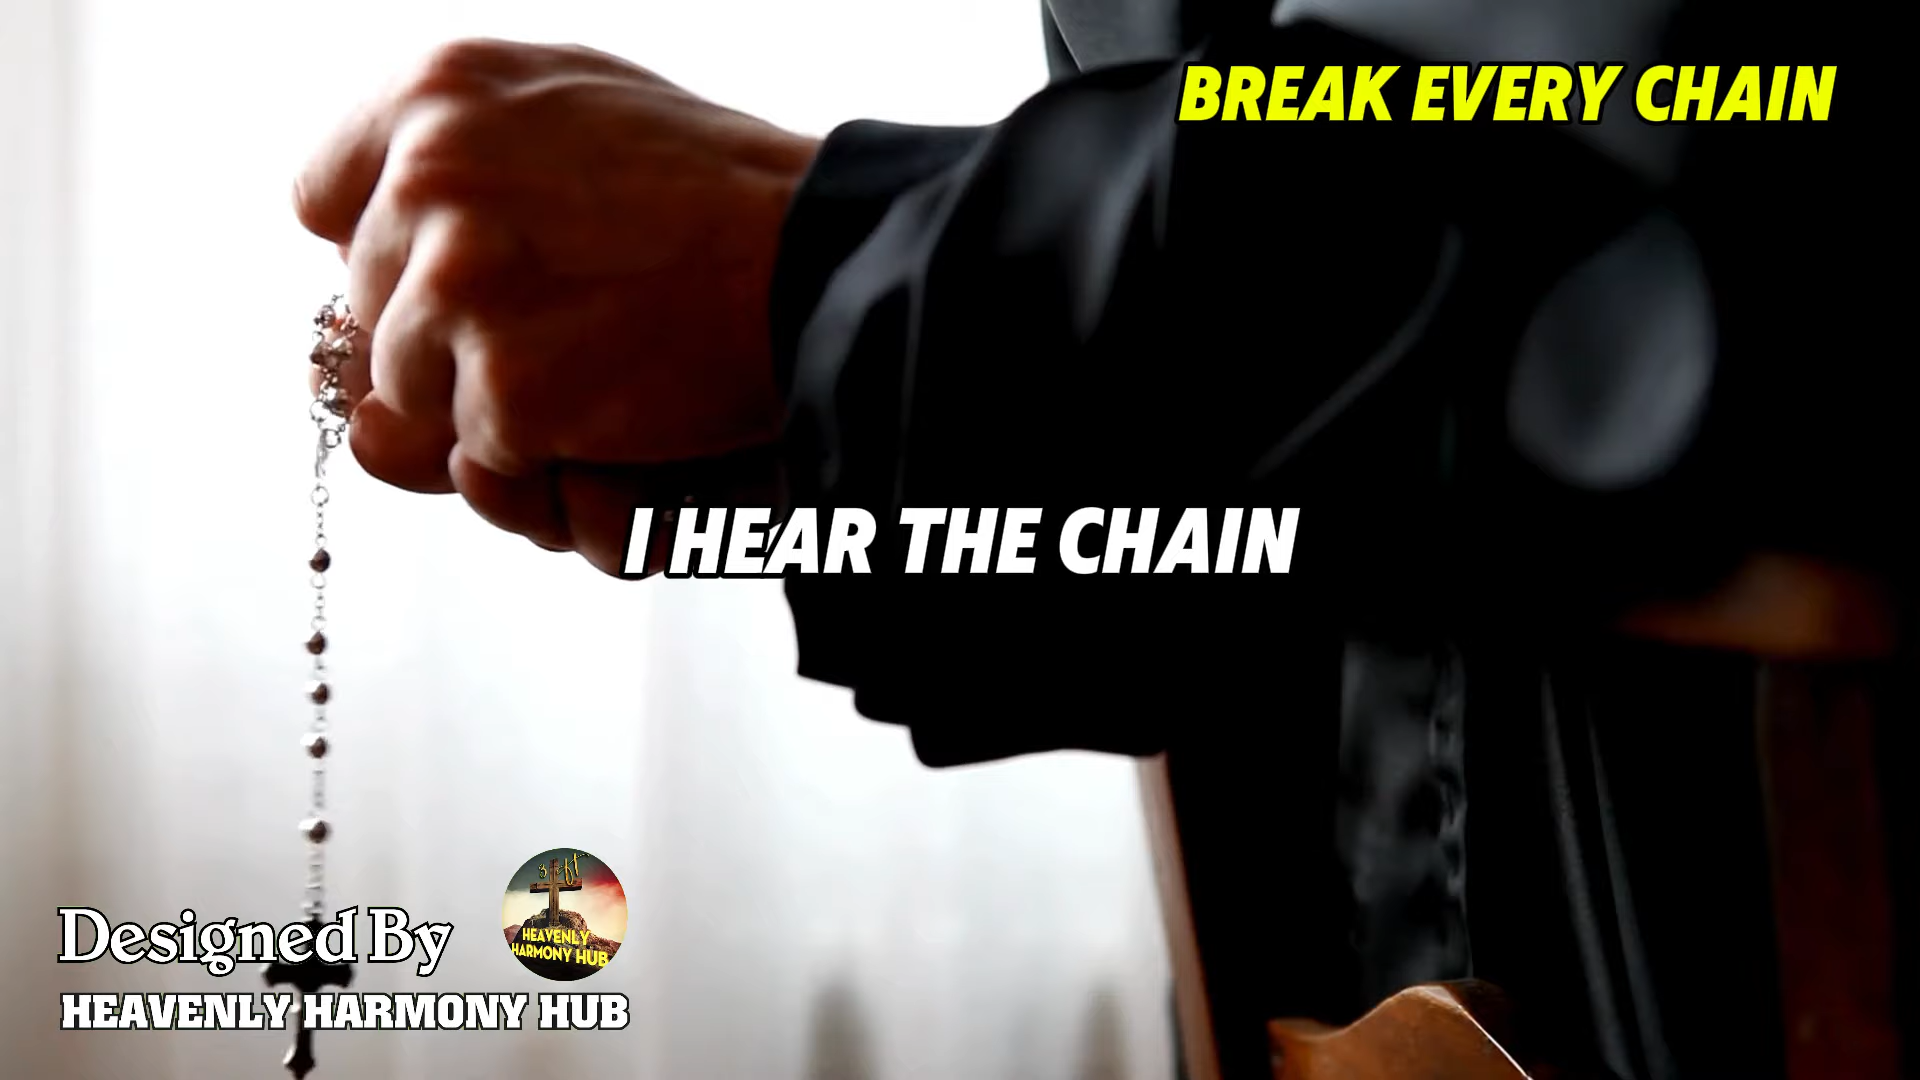 BREAK EVERY CHAIN
I HEAR THE CHAIN
Designed By
HEAVENLY
HARMONY HUB
HEAVENLY HARMONY HUB